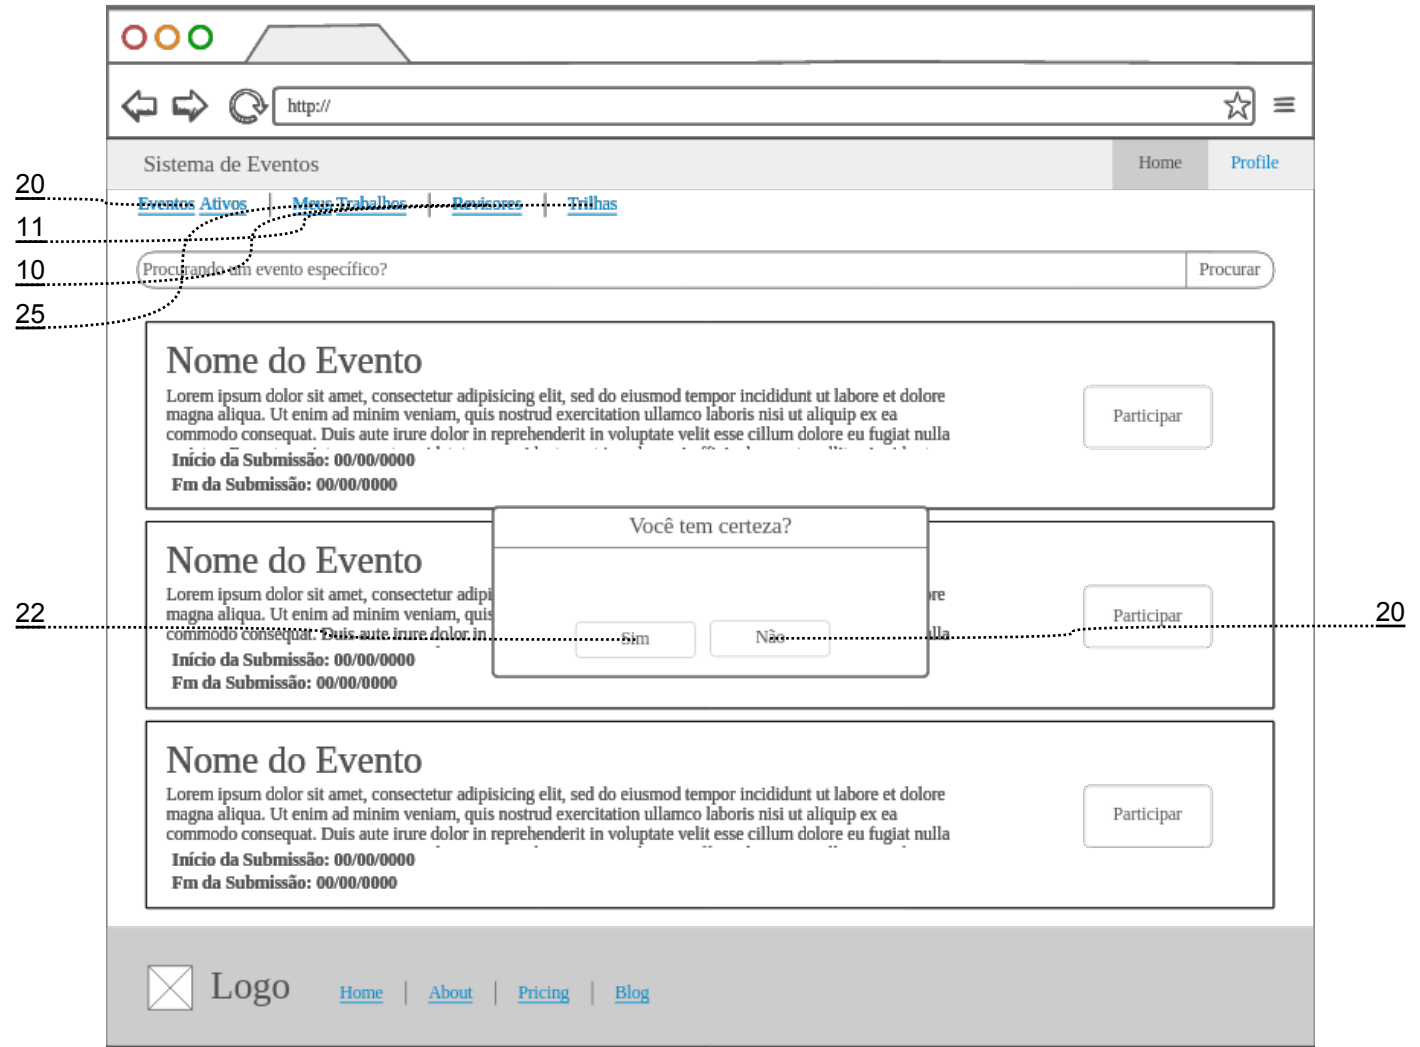 http://
Sistema de Eventos
Home
Profile
20
Eventos Ativos
Meus Trabalhos
Revisores
Trilhas
11
10
Procurando um evento específico?
Procurar
25
Nome do Evento
Lorem ipsum dolor sit amet, consectetur adipisicing elit, sed do eiusmod tempor incididunt ut labore et dolore
magna aliqua. Ut enim ad minim veniam, quis nostrud exercitation ullamco laboris nisi ut aliquip ex ea
commodo consequat. Duis aute irure dolor in reprehenderit in voluptate velit esse cillum dolore eu fugiat nulla
Início da Submissão: 00/00/0000
Fm da Submissão: 00/00/0000
Participar
Você tem certeza?
Sim
Não
Nome do Evento
Lorem ipsum dolor sit amet, consectetur adipi
re
magna aliqua. Ut enim ad minim veniam, quis
commodo consequat. Duis aute irure dolor in
ulla
Início da Submissão: 00/00/0000
Fm da Submissão: 00/00/0000
Participar
22
20
Nome do Evento
Lorem ipsum dolor sit amet, consectetur adipisicing elit, sed do eiusmod tempor incididunt ut labore et dolore
magna aliqua. Ut enim ad minim veniam, quis nostrud exercitation ullamco laboris nisi ut aliquip ex ea
commodo consequat. Duis aute irure dolor in reprehenderit in voluptate velit esse cillum dolore eu fugiat nulla
Início da Submissão: 00/00/0000
Fm da Submissão: 00/00/0000
Participar
Logo
Home
About
Pricing
Blog